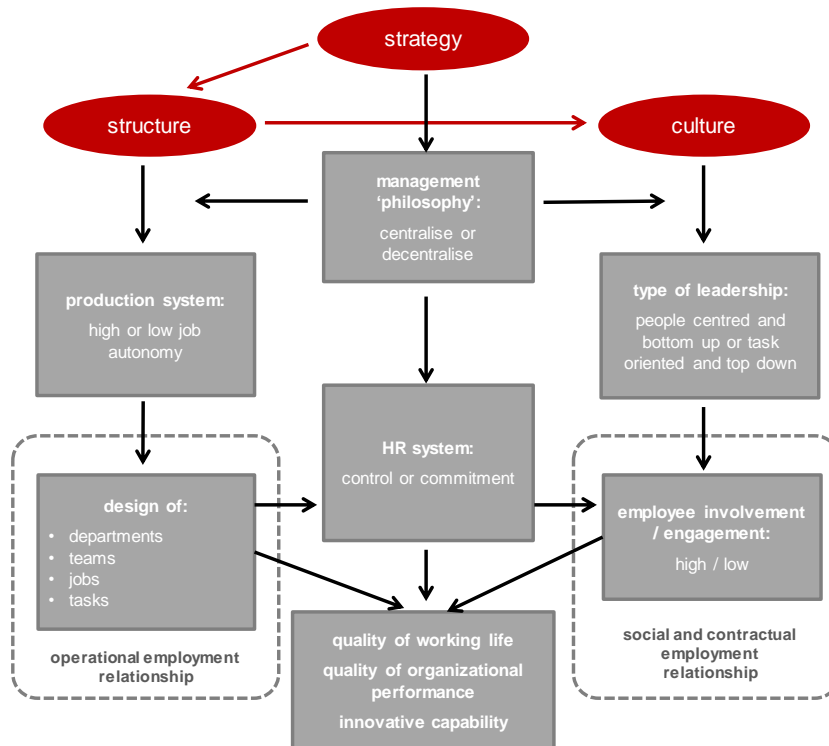 strategy
structure
culture
management
‘philosophy’:
centralise or
decentralise
production system:
high or low job
autonomy
type of leadership:
people centred and
bottom up or task
oriented and top down
HR system:
control or commitment
design of:
• departments
• teams
• jobs
• tasks
employee involvement
/ engagement:
high / low
operational employment
relationship
quality of working life
quality of organizational
performance
innovative capability
social and contractual
employment
relationship